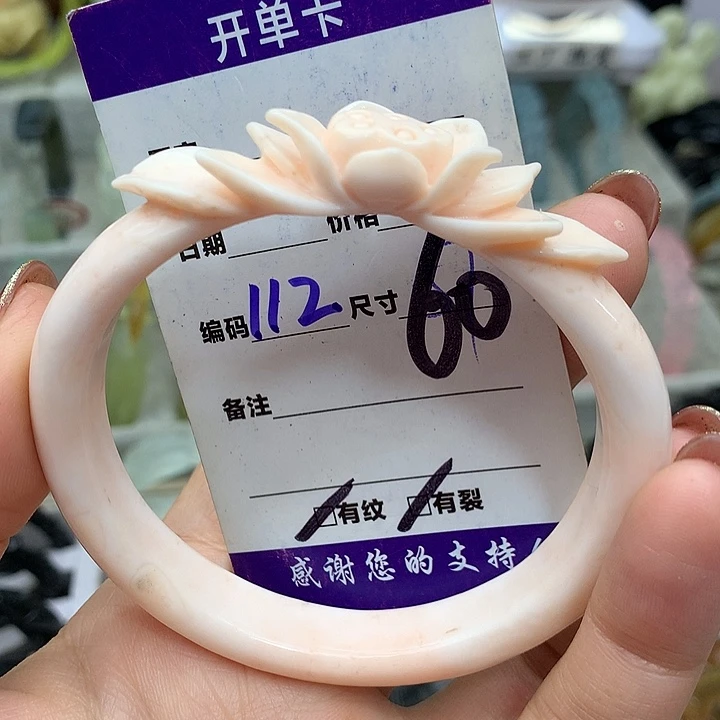 开单卡
日期 价格
编码 112 尺寸 60
备注
有纹 有裂
感谢您的支持